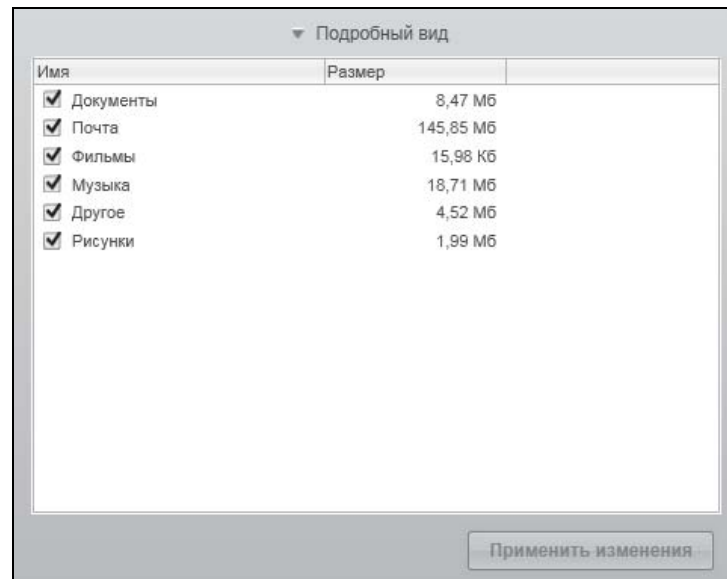 Подробный вид
Имя Размер
Документы 8,47 Мб
Почта 145,85 Мб
Фильмы 15,98 Кб
Музыка 18,71 Мб
Другое 4,52 Мб
Рисунки 1,99 Мб
Применить изменения